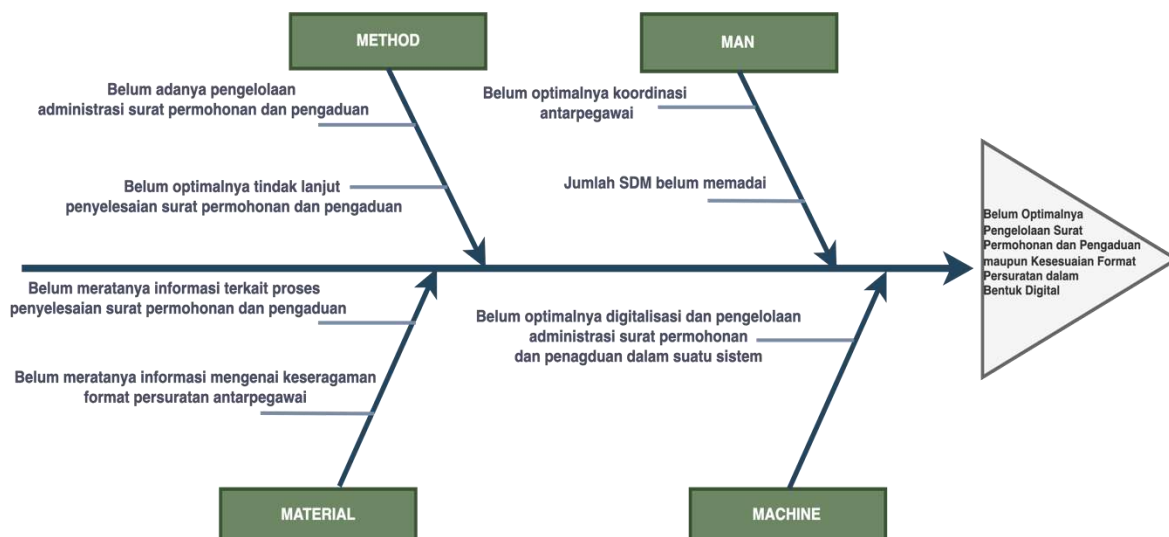 METHOD
MAN
Belum adanya pengelolaan
administrasi surat permohonan dan pengaduan
Belum optimalnya tindak lanjut
penyelesaian surat permohonan dan pengaduan
Belum optimalnya koordinasi
antarpegawai
Jumlah SDM belum memadai
Belum Optimalnya
Pengelolaan Surat
Permohonan dan Pengaduan
maupun Kesesuaian Format
Persuratan dalam
Bentuk Digital
Belum meratanya informasi terkait proses
penyelesaian surat permohonan dan pengaduan
Belum meratanya informasi mengenai keseragaman
format persuratan antarpegawai
Belum optimalnya digitalisasi dan pengelolaan
administrasi surat permohonan
dan penagduan dalam suatu sistem
MATERIAL
MACHINE